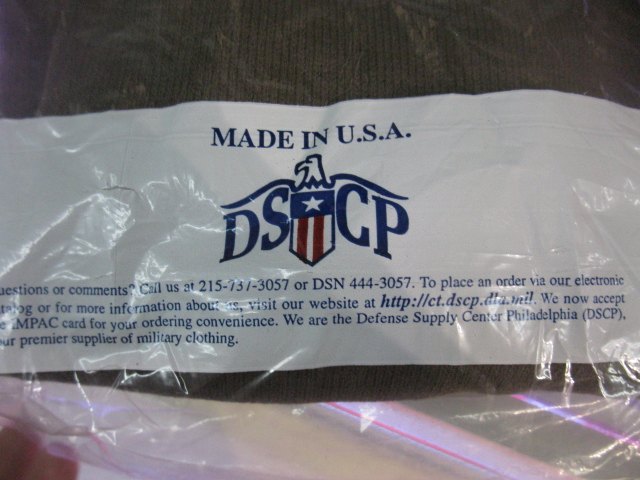 MADE IN U.S.A.
DSCP
uestions or comments? Call us at 215-737-3057 or DSN 444-3057. To place an order via our electronic
talog or for more information about us, visit our website at http://ct.dscp.dla.mil. We now accept
e IMPAC card for your ordering convenience. We are the Defense Supply Center Philadelphia (DSCP),
ur premier supplier of military clothing.